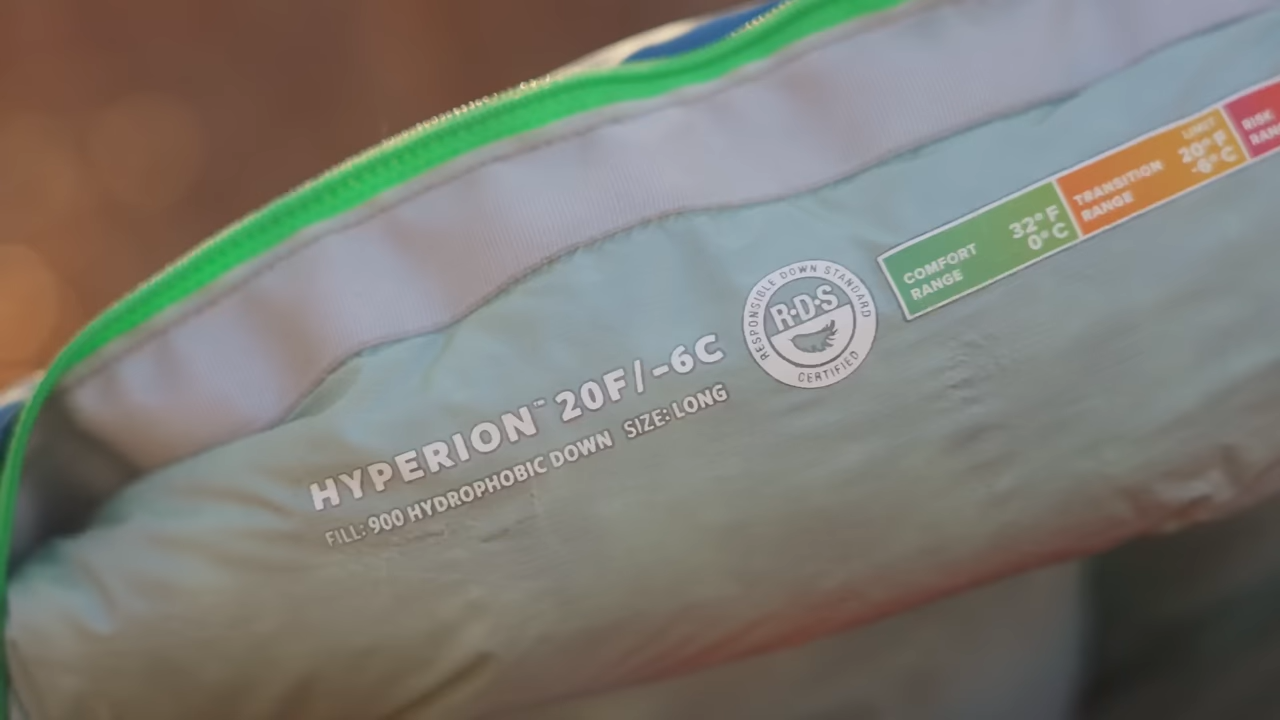 HYPERION™ 20F/-6C
FILL: 900 HYDROPHOBIC DOWN SIZE: LONG
RESPONSIBLE DOWN STANDARD
R·D·S
CERTIFIED
COMFORT
RANGE
32° F
0° C
TRANSITION
RANGE
LIMIT
20° F
-6° C
RISK